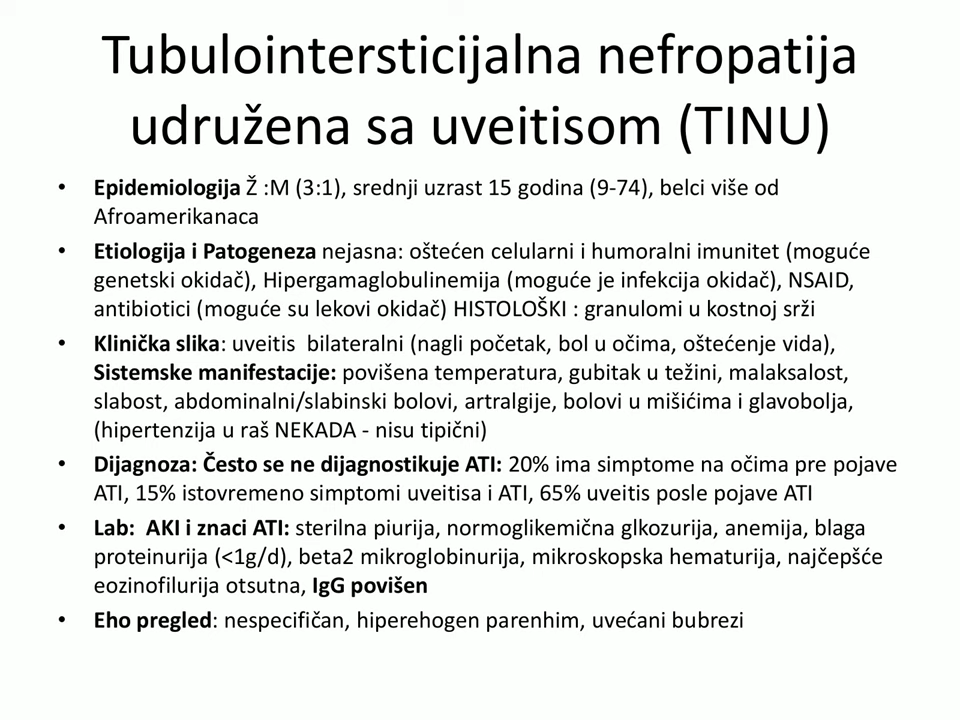 Tubulointersticijalna nefropatija
udružena sa uveitisom (TINU)
• Epidemiologija Ž :M (3:1), srednji uzrast 15 godina (9-74), belci više od
Afroamerikanaca
• Etiologija i Patogeneza nejasna: oštećen celularni i humoralni imunitet (moguće
genetski okidač), Hipergamaglobulinemija (moguće je infekcija okidač), NSAID,
antibiotici (moguće su lekovi okidač) HISTOLOŠKI : granulomi u kostnoj srži
• Klinička slika: uveitis bilateralni (nagli početak, bol u očima, oštećenje vida),
Sistemske manifestacije: povišena temperatura, gubitak u težini, malaksalost,
slabost, abdominalni/slabinski bolovi, artralgije, bolovi u mišićima i glavobolja,
(hipertenzija u raš NEKADA - nisu tipični)
• Dijagnoza: Često se ne dijagnostikuje ATI: 20% ima simptome na očima pre pojave
ATI, 15% istovremeno simptomi uveitisa i ATI, 65% uveitis posle pojave ATI
• Lab: AKI i znaci ATI: sterilna piurija, normoglikemična glkozurija, anemija, blaga
proteinurija (<1g/d), beta2 mikroglobinurija, mikroskopska hematurija, najčepšće
eozinofilurija otsutna, IgG povišen
• Eho pregled: nespecifičan, hiperehogen parenhim, uvećani bubrezi